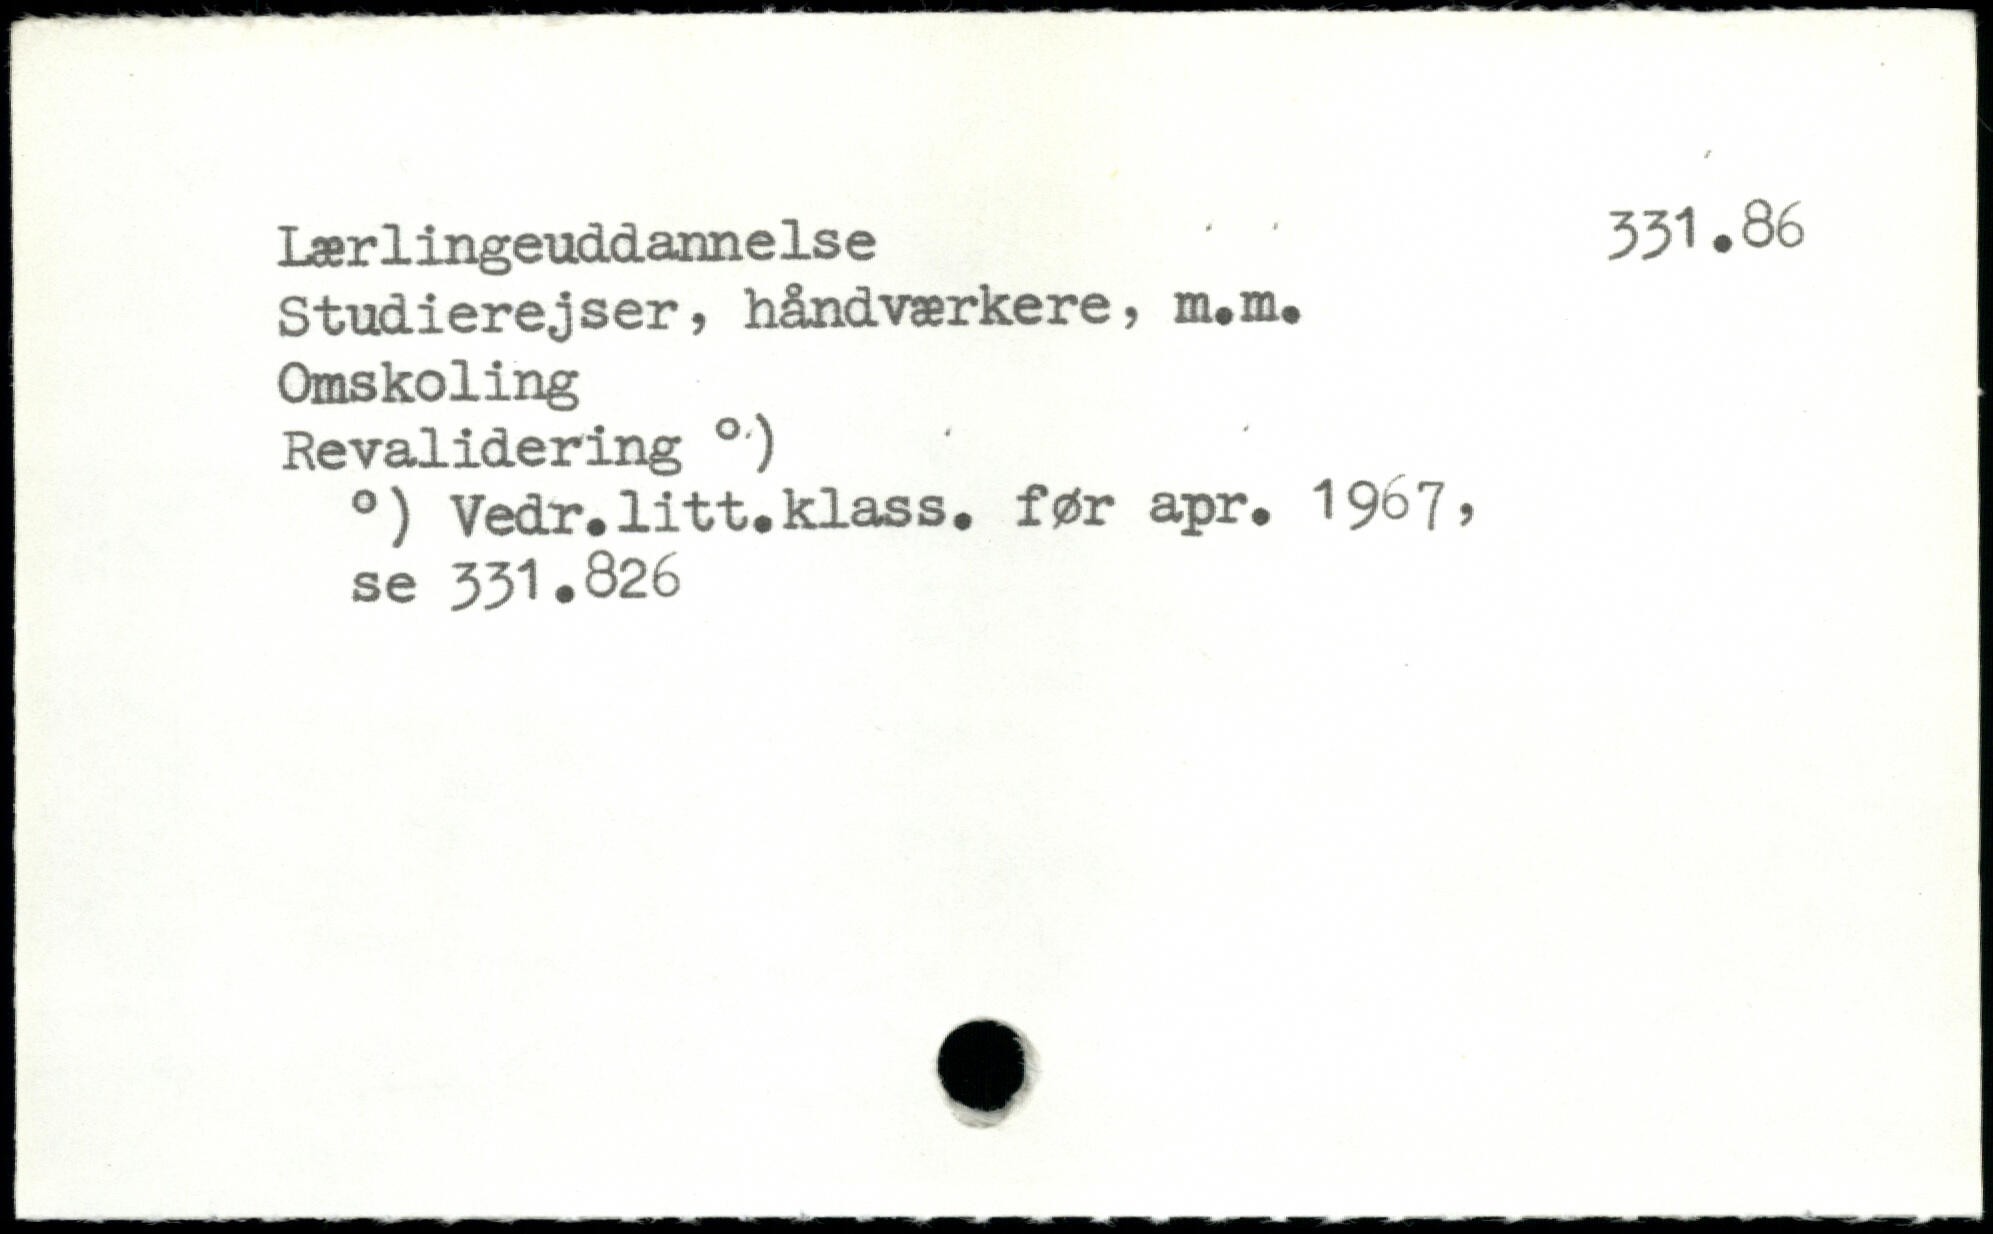 Lærlingeuddannelse 331.86
Studierejser, håndværkere, m.m.
Omskoling
Revalidering °)
°) Vedr.litt.klass. før apr. 1967,
se 331.826